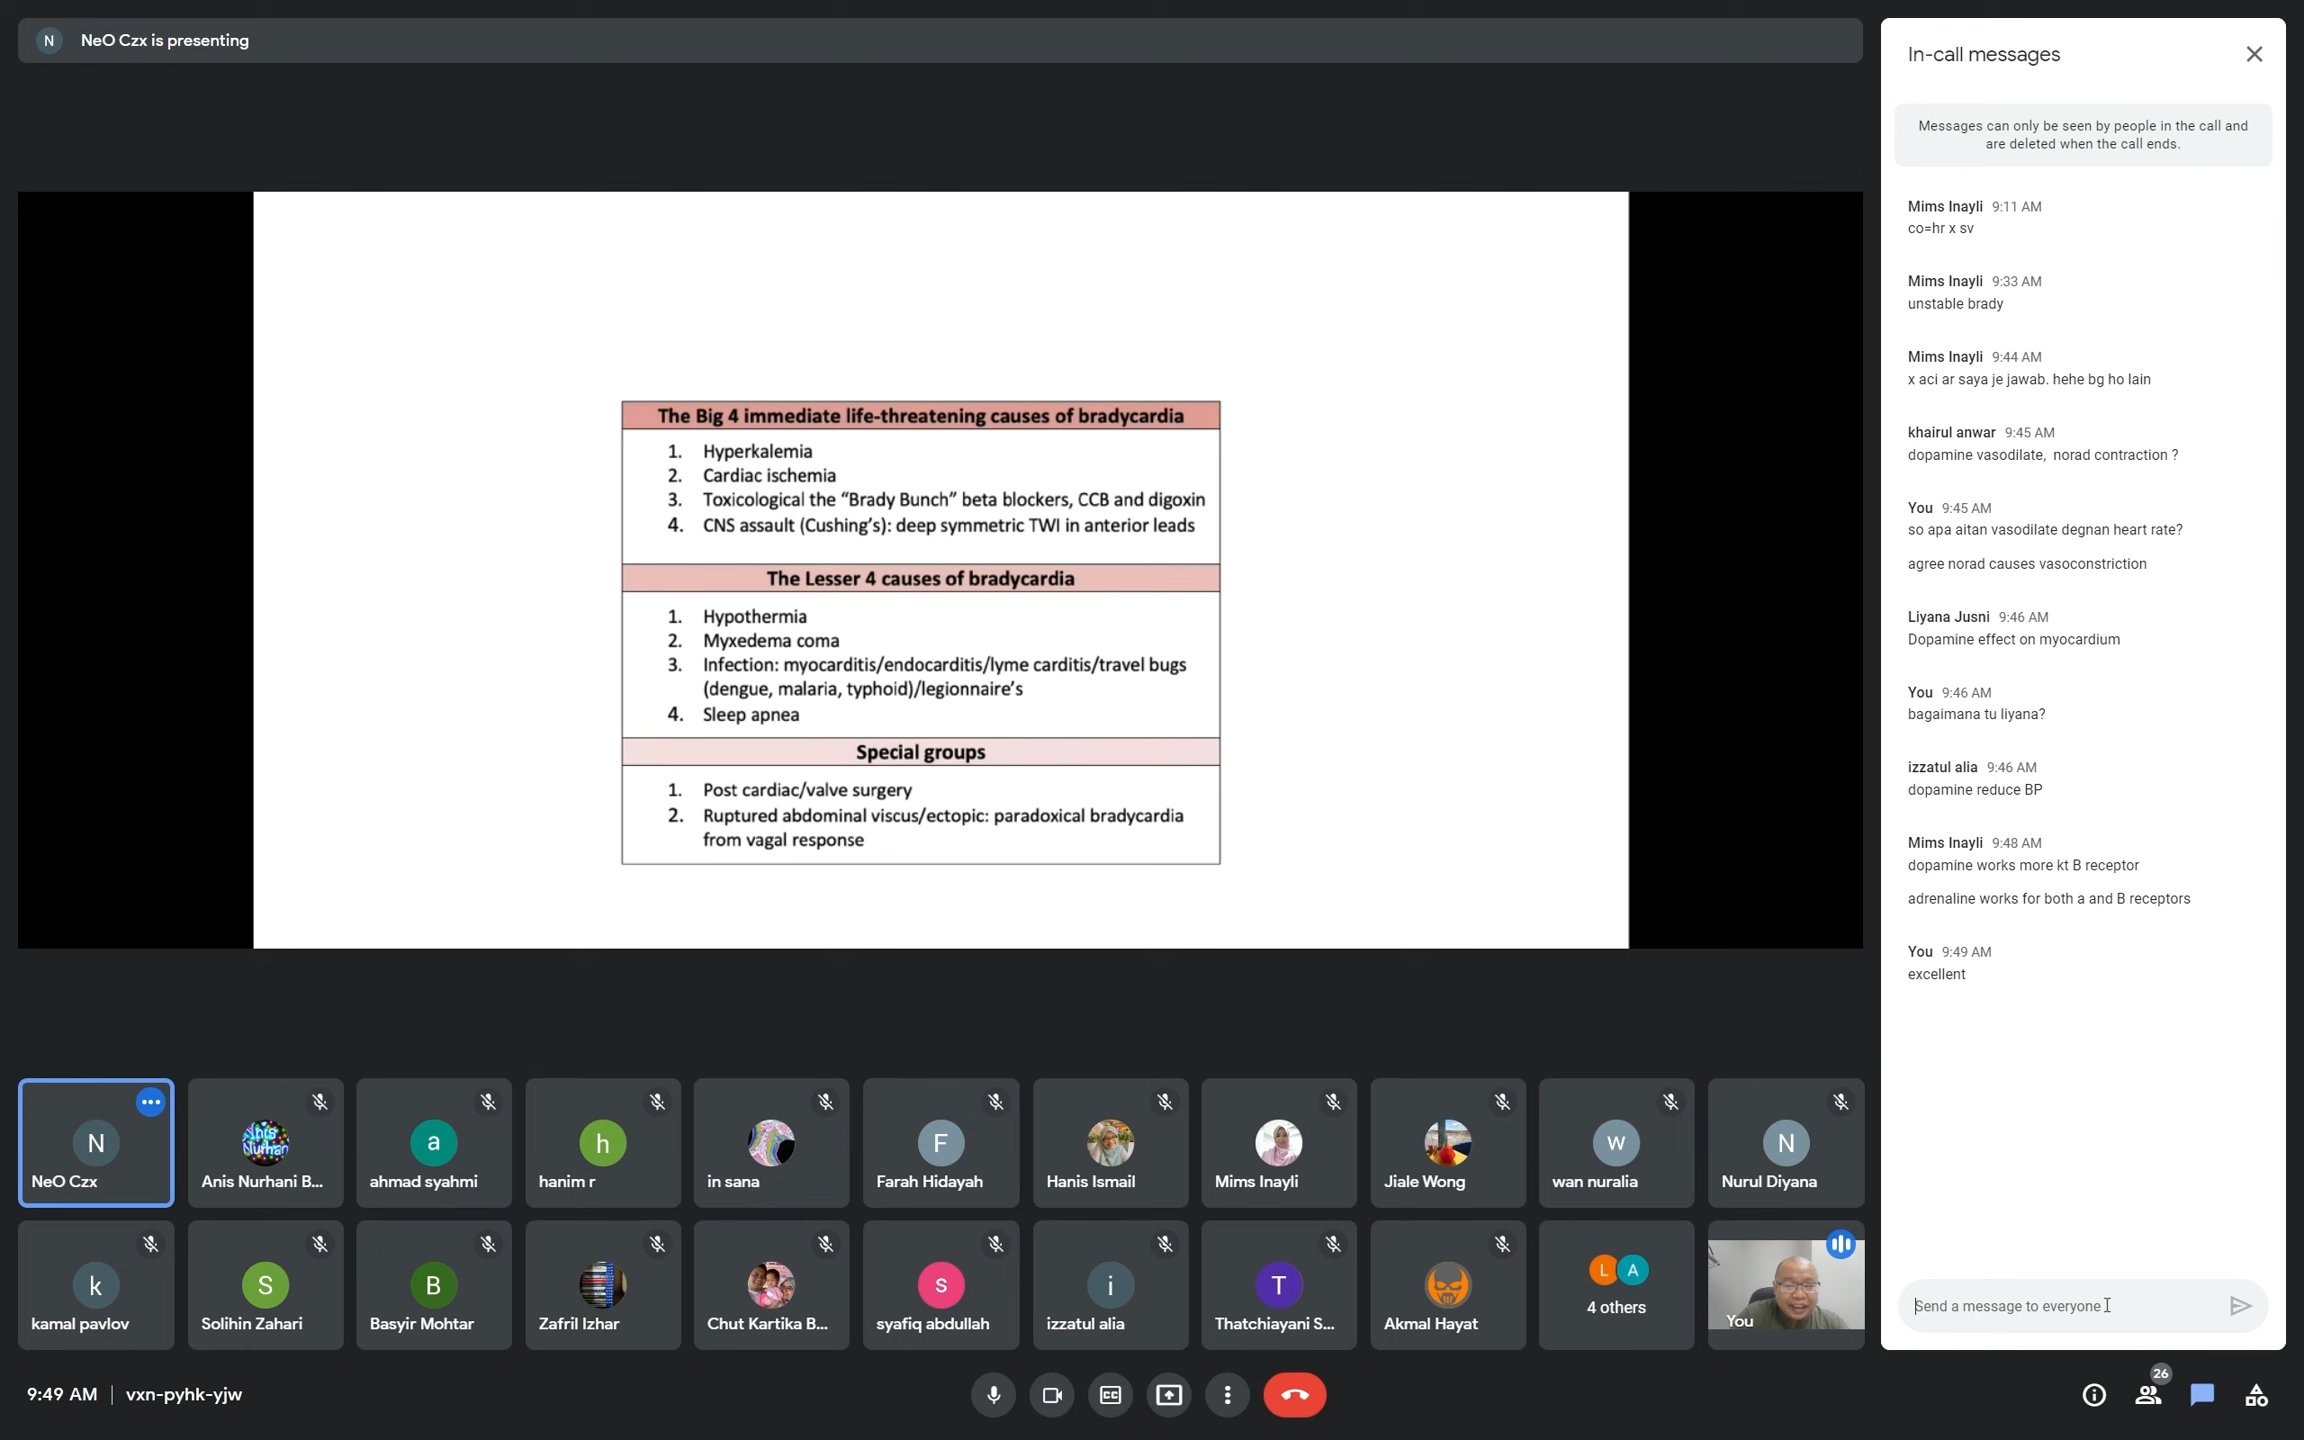 N NeO Czx is presenting
The Big 4 immediate life-threatening causes of bradycardia
1. Hyperkalemia
2. Cardiac ischemia
3. Toxicological the “Brady Bunch” beta blockers, CCB and digoxin
4. CNS assault (Cushing’s): deep symmetric TWI in anterior leads
The Lesser 4 causes of bradycardia
1. Hypothermia
2. Myxedema coma
3. Infection: myocarditis/endocarditis/lyme carditis/travel bugs
(dengue, malaria, typhoid)/legionnaire’s
4. Sleep apnea
Special groups
1. Post cardiac/valve surgery
2. Ruptured abdominal viscus/ectopic: paradoxical bradycardia
from vagal response
In-call messages
Messages can only be seen by people in the call and
are deleted when the call ends.
Mims Inayli 9:11 AM
co=hr x sv
Mims Inayli 9:33 AM
unstable brady
Mims Inayli 9:44 AM
x aci ar saya je jawab. hehe bg ho lain
khairul anwar 9:45 AM
dopamine vasodilate, norad contraction ?
You 9:45 AM
so apa aitan vasodilate degnan heart rate?
agree norad causes vasoconstriction
Liyana Jusni 9:46 AM
Dopamine effect on myocardium
You 9:46 AM
bagaimana tu liyana?
izzatul alia 9:46 AM
dopamine reduce BP
Mims Inayli 9:48 AM
dopamine works more kt B receptor
adrenaline works for both a and B receptors
You 9:49 AM
excellent
Send a message to everyone
N
NeO Czx
Anis Nurhani B...
a
ahmad syahmi
h
hanim r
in sana
F
Farah Hidayah
Hanis Ismail
Mims Inayli
Jiale Wong
w
wan nuralia
N
Nurul Diyana
k
kamal pavlov
S
Solihin Zahari
B
Basyir Mohtar
Zafril Izhar
Chut Kartika B...
s
syafiq abdullah
i
izzatul alia
T
Thatchiayani S...
Akmal Hayat
L A
4 others
You
9:49 AM | vxn-pyhk-yjw
CC
26